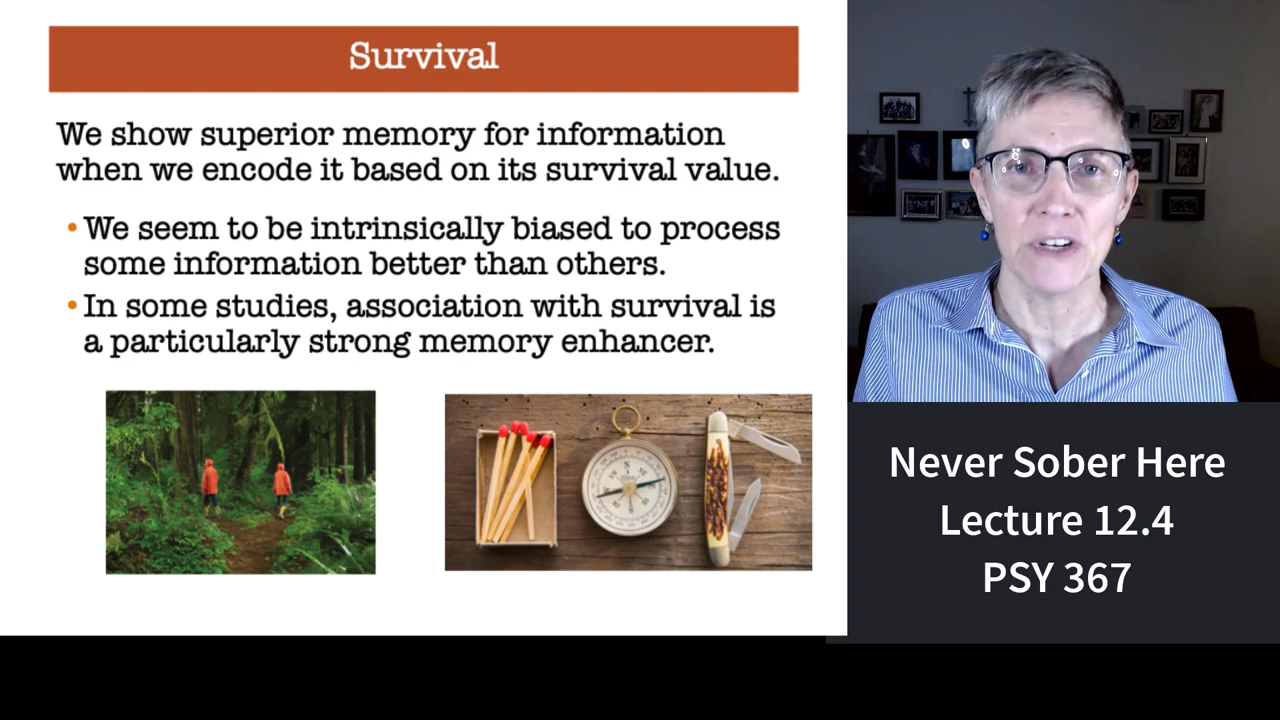 Survival
We show superior memory for information
when we encode it based on its survival value.
• We seem to be intrinsically biased to process
some information better than others.
• In some studies, association with survival is
a particularly strong memory enhancer.
Never Sober Here
Lecture 12.4
PSY 367